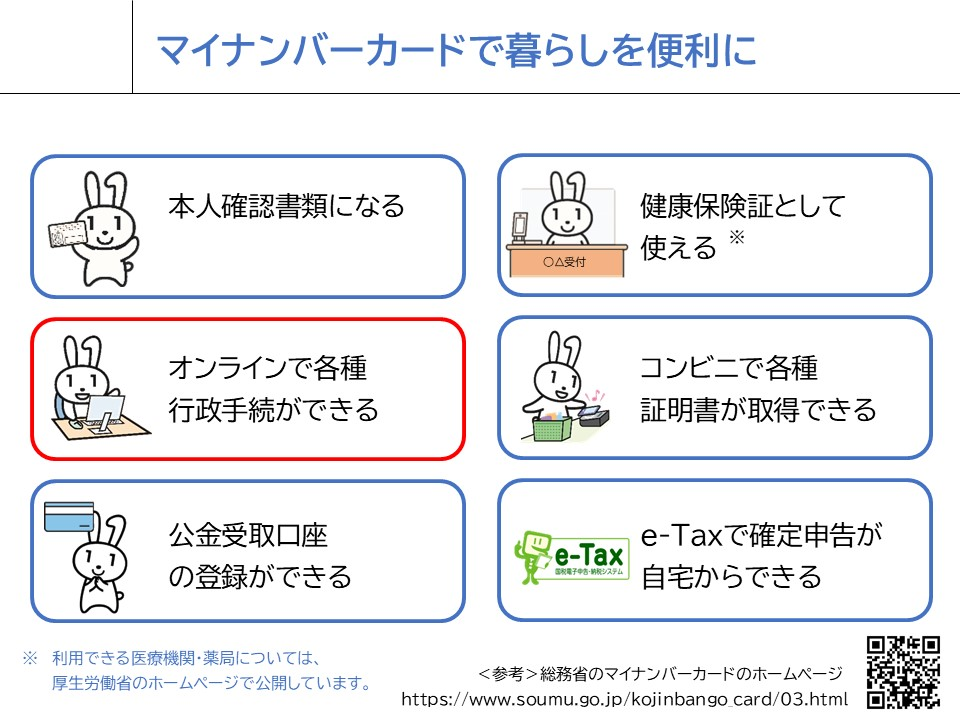 マイナンバーカードで暮らしを便利に
本人確認書類になる
健康保険証として
使える ※
○△受付
オンラインで各種
行政手続ができる
コンビニで各種
証明書が取得できる
公金受取口座
の登録ができる
e-Tax
国税電子申告・納税システム
e-Taxで確定申告が
自宅からできる
※ 利用できる医療機関・薬局については、
厚生労働省のホームページで公開しています。
＜参考＞総務省のマイナンバーカードのホームページ
https://www.soumu.go.jp/kojinbango_card/03.html